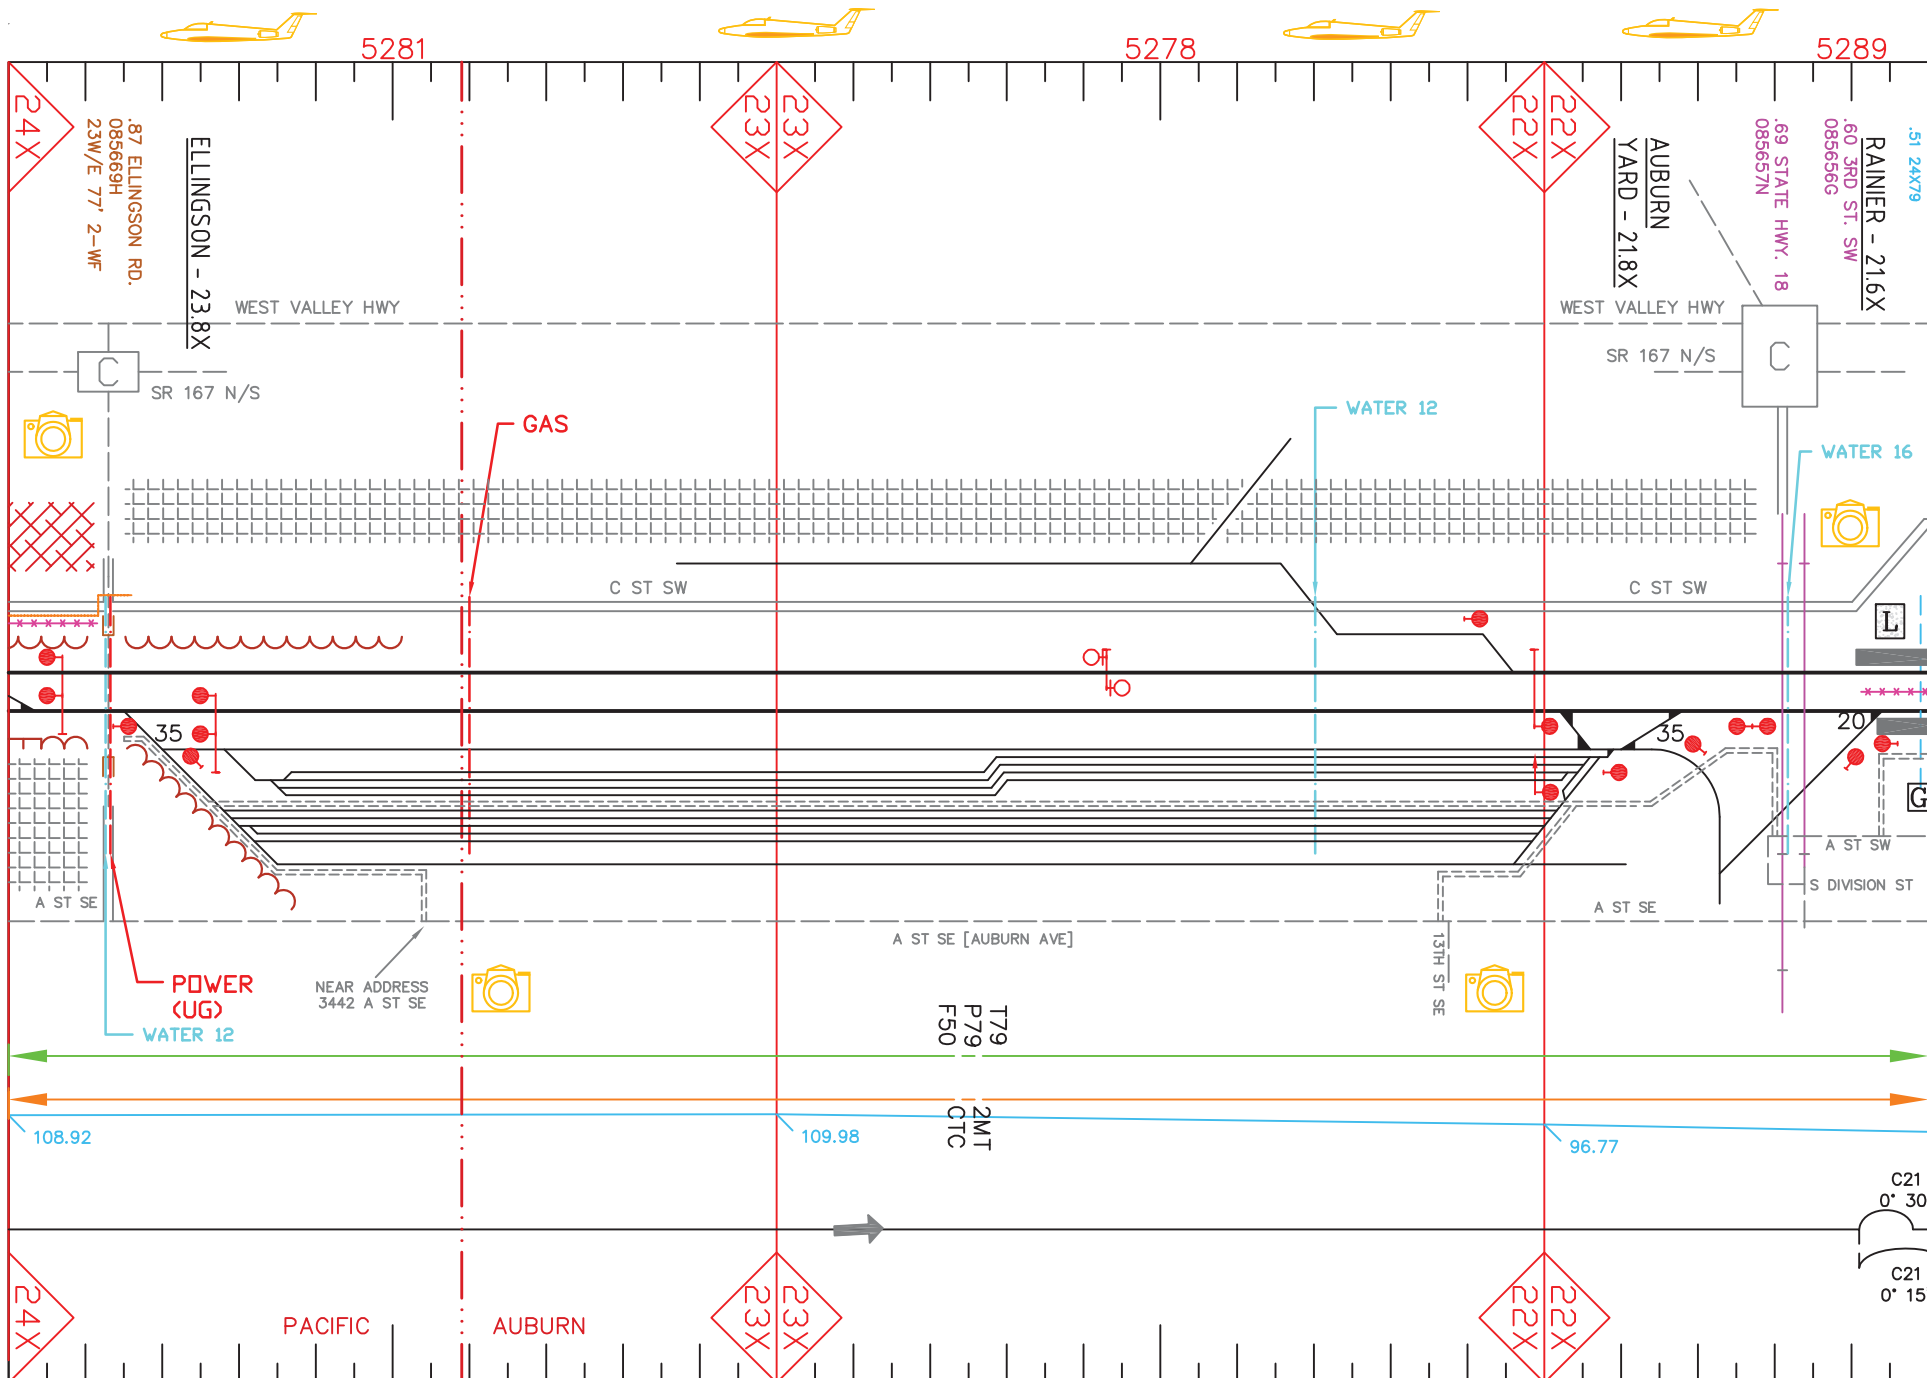 5281
5278
5289
24X
23X
23X
22X
22X
.87 ELLINGSON RD.
085669H
23W/E 77' 2-WF
ELLINGSON - 23.8X
AUBURN
YARD - 21.8X
.69 STATE HWY. 18
085657N
RAINIER - 21.6X
.60 3RD ST. SW
085656G
.51 24X79
WEST VALLEY HWY
WEST VALLEY HWY
C
SR 167 N/S
SR 167 N/S
C
GAS
WATER 12
WATER 16
C ST SW
C ST SW
L
35
35
20
G
A ST SW
S DIVISION ST
A ST SE
A ST SE
A ST SE [AUBURN AVE]
13TH ST SE
POWER
(UG)
WATER 12
NEAR ADDRESS
3442 A ST SE
T79
P79
F50
2MT
CTC
108.92
109.98
96.77
C21
0° 30
C21
0° 15
24X
23X
23X
22X
22X
PACIFIC
AUBURN